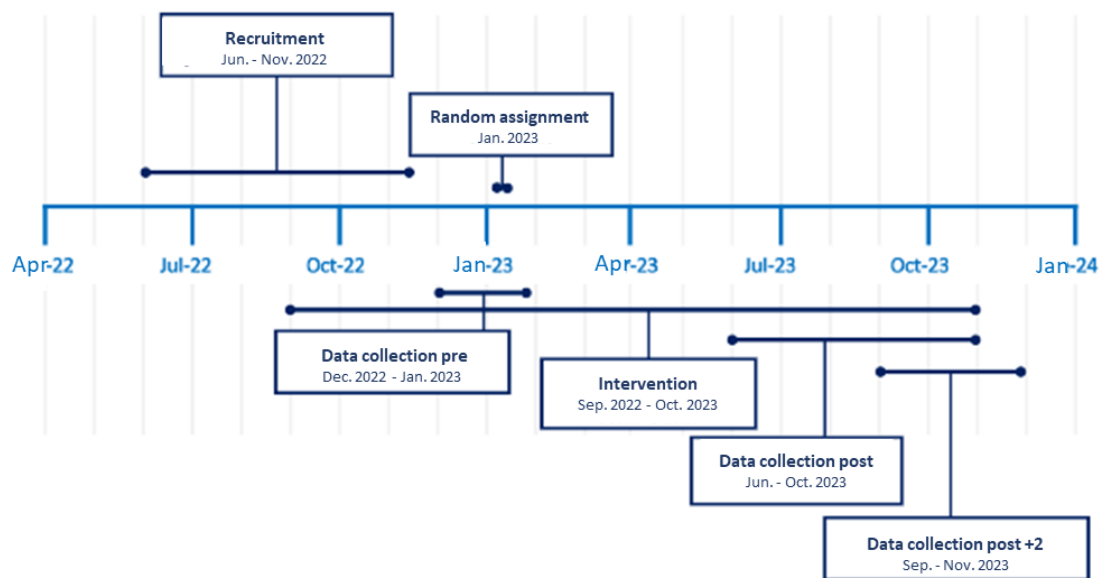 Recruitment
Jun. - Nov. 2022
Random assignment
Jan. 2023
Apr-22 Jul-22 Oct-22 Jan-23 Apr-23 Jul-23 Oct-23 Jan-24
Data collection pre
Dec. 2022 - Jan. 2023
Intervention
Sep. 2022 - Oct. 2023
Data collection post
Jun. - Oct. 2023
Data collection post +2
Sep. - Nov. 2023